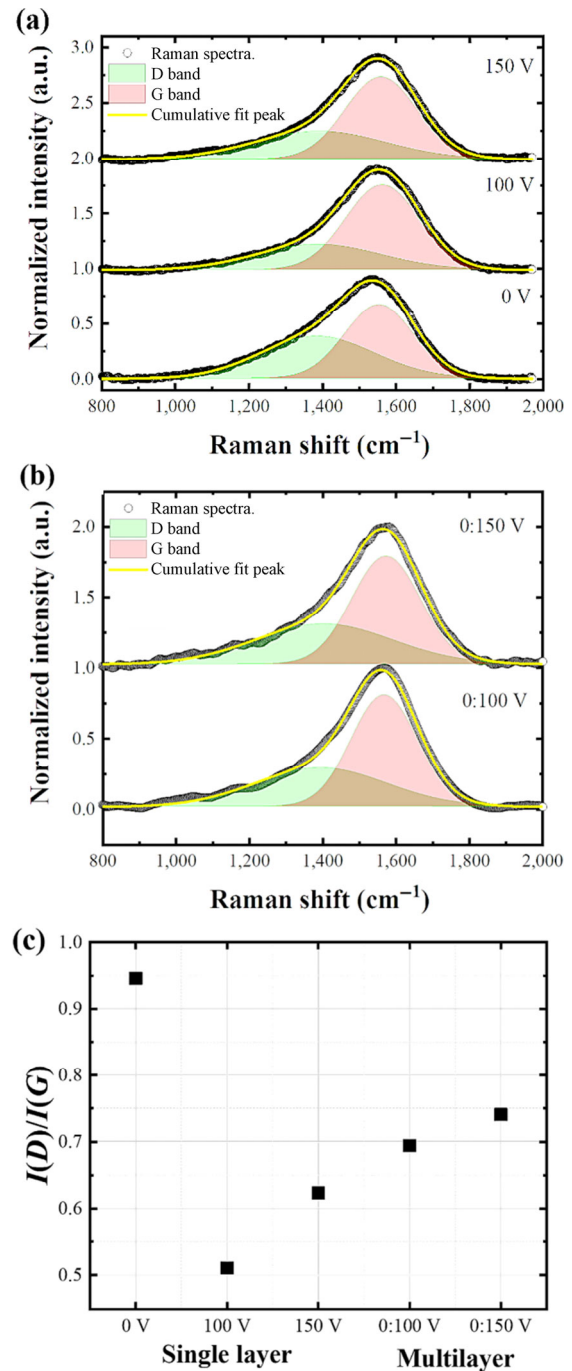 (a)
Raman spectra.
D band
G band
Cumulative fit peak
150 V
100 V
0 V
3.0
2.5
2.0
1.5
1.0
0.5
0.0
Normalized intensity (a.u.)
800 1,000 1,200 1,400 1,600 1,800 2,000
Raman shift (cm⁻¹)
(b)
Raman spectra.
D band
G band
Cumulative fit peak
0:150 V
0:100 V
2.0
1.5
1.0
0.5
0.0
Normalized intensity (a.u.)
800 1,000 1,200 1,400 1,600 1,800 2,000
Raman shift (cm⁻¹)
(c)
1.0
0.9
0.8
0.7
0.6
0.5
I(D)/I(G)
0 V 100 V 150 V 0:100 V 0:150 V
Single layer Multilayer